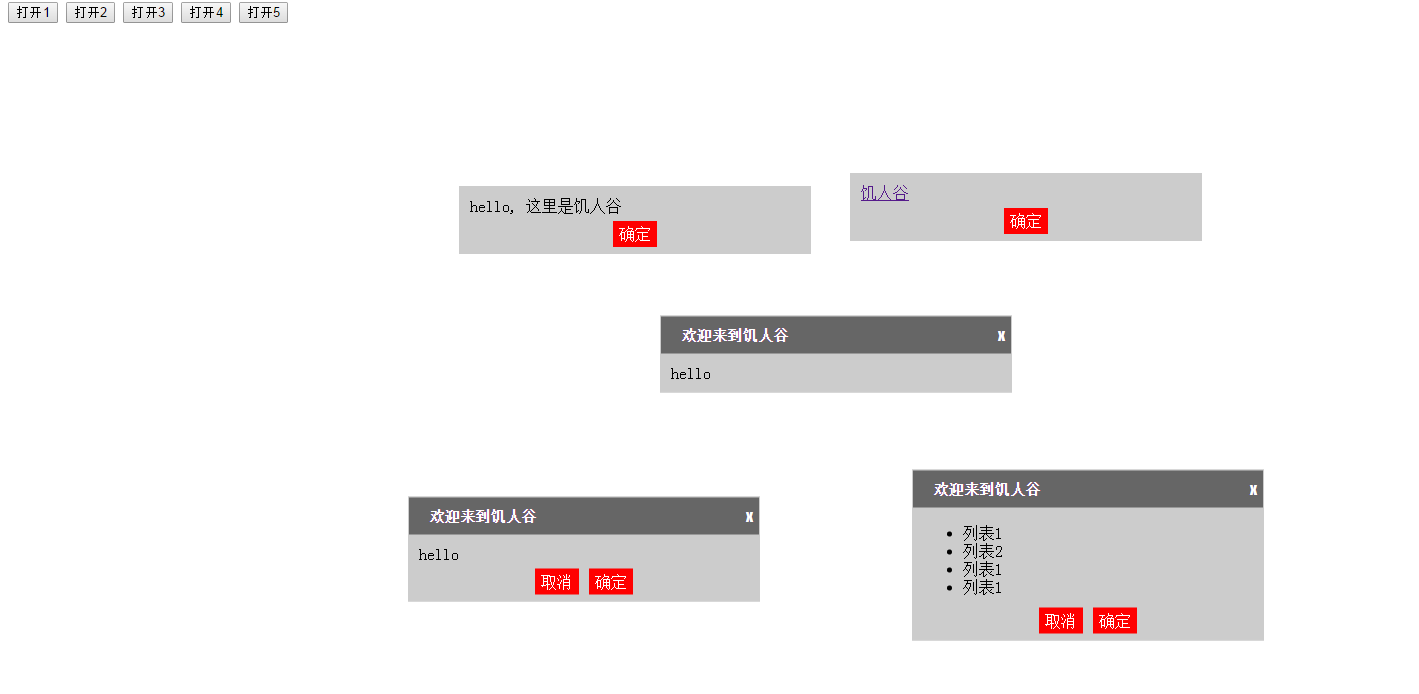 打开1 打开2 打开3 打开4 打开5
hello, 这里是饥人谷
确定
饥人谷
确定
欢迎来到饥人谷 X
hello
欢迎来到饥人谷 X
hello
取消 确定
欢迎来到饥人谷 X
列表1
列表2
列表1
列表1
取消 确定